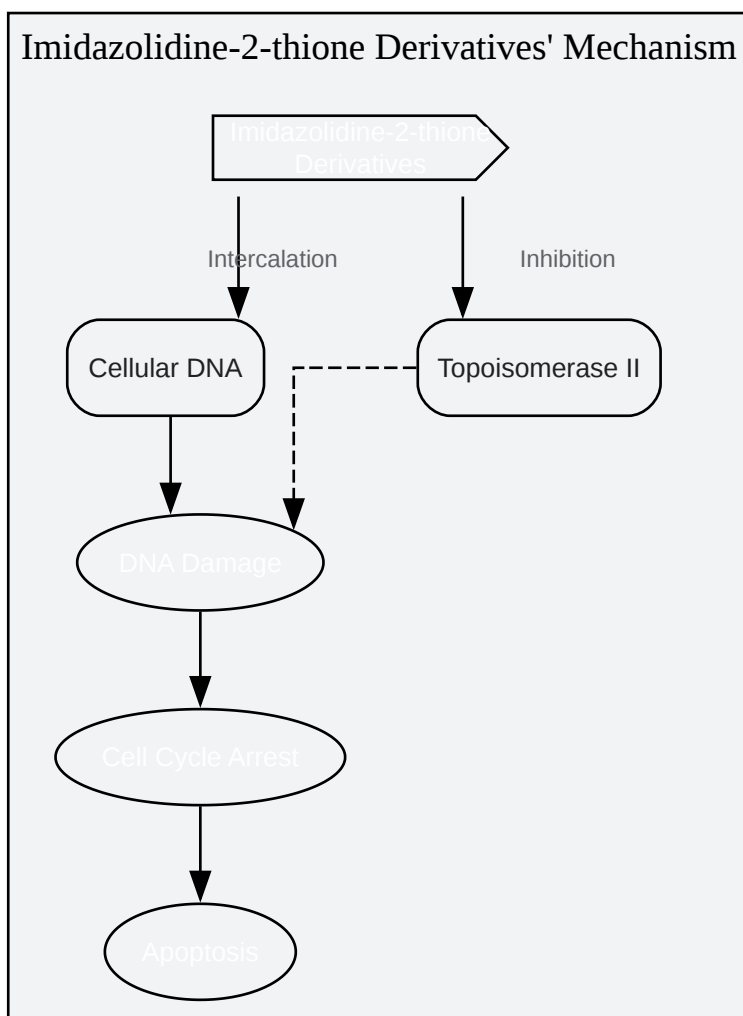 Imidazolidine-2-thione Derivatives' Mechanism
Imidazolidine-2-thione
Derivatives
Intercalation
Inhibition
Cellular DNA
Topoisomerase II
DNA Damage
Cell Cycle Arrest
Apoptosis